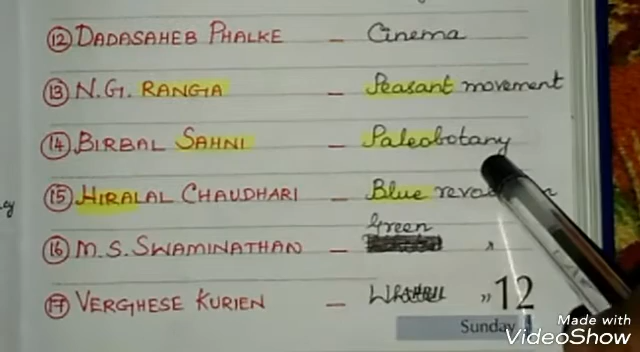 12 DADASAHEB PHALKE - Cinema
13 N.G. RANGA - Peasant movement
14 BIRBAL SAHNI - Paleobotany
15 HIRALAL CHAUDHARI - Blue
16 M.S. SWAMINATHAN - Green "
17 VERGHESE KURIEN - "
12
Sunday
Made with
VideoShow